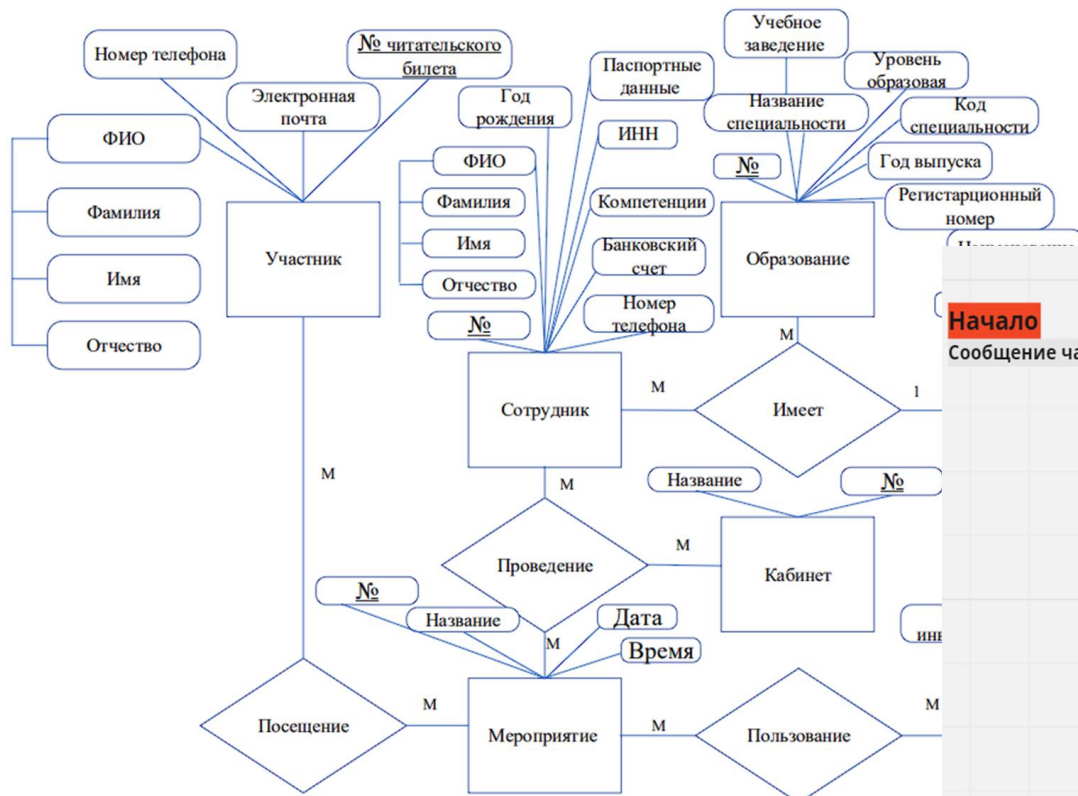 Учебное
заведение
Номер телефона
№ читательского
билета
Уровень
образовая
Паспортные
данные
Электронная
почта
Год
рождения
Название
специальности
Код
специальности
ФИО
ИНН
ФИО
№
Год выпуска
Фамилия
Фамилия
Компетенции
Регистарционный
номер
Участник
Имя
Банковский
счет
Образование
Имя
Отчество
Номер
телефона
№
Начало
Отчество
М
Сообщение
Сотрудник
М
Имеет
1
М
М
Название
№
Проведение
М
Кабинет
№
Название
Дата
М
Время
Посещение
М
Мероприятие
М
Пользование
М